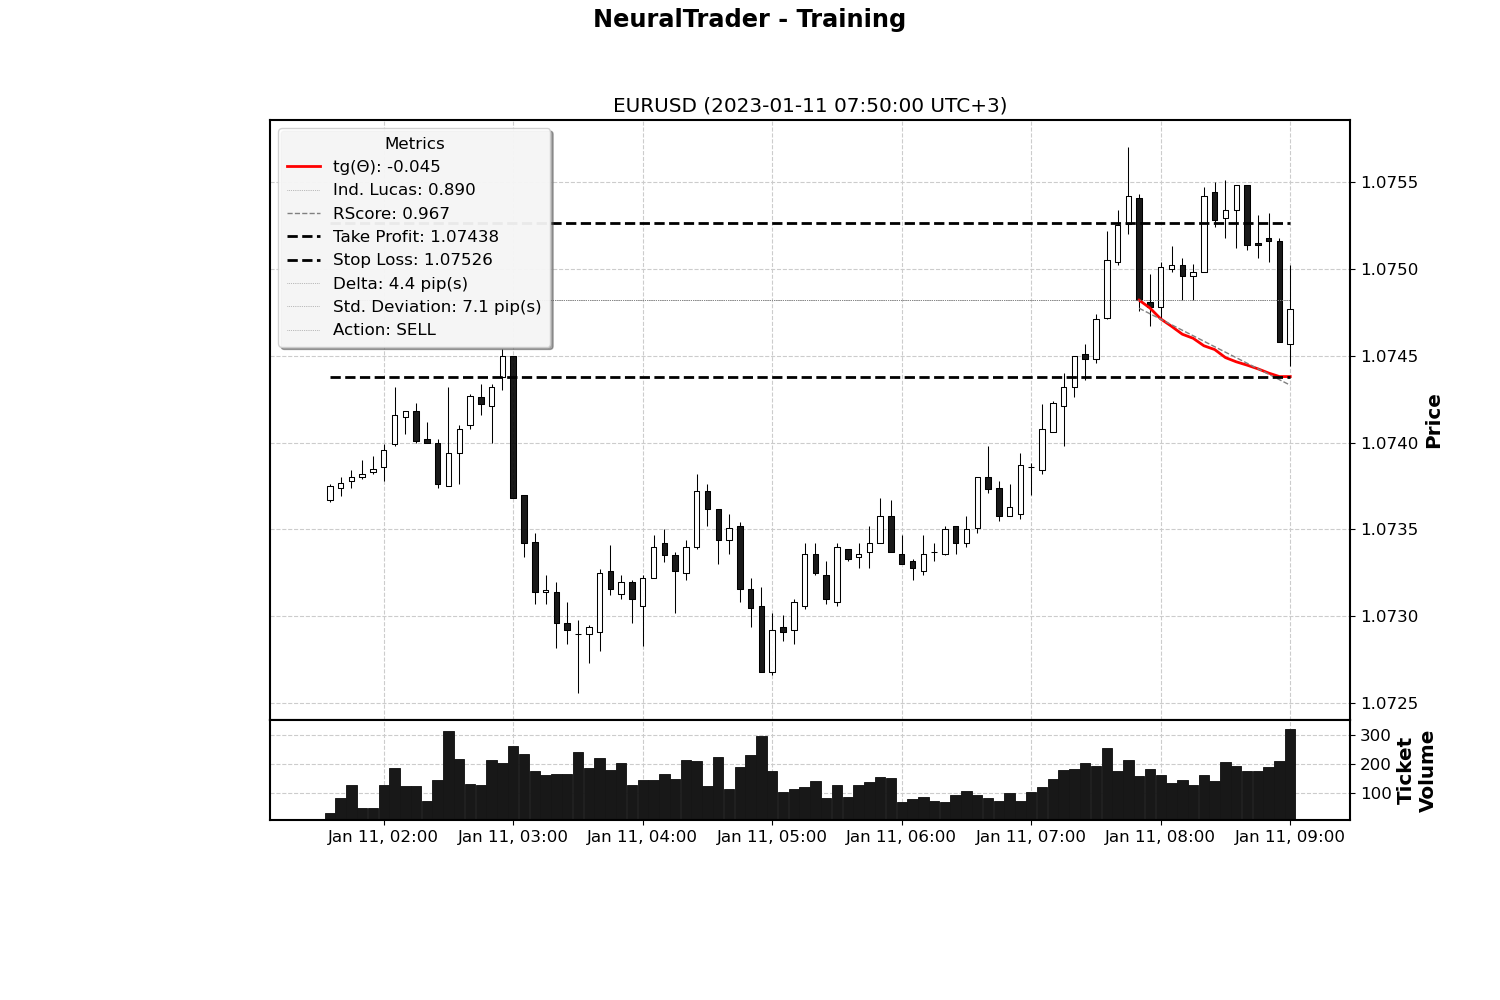 NeuralTrader - Training
EURUSD (2023-01-11 07:50:00 UTC+3)
Metrics
tg(Θ): -0.045
Ind. Lucas: 0.890
RScore: 0.967
Take Profit: 1.07438
Stop Loss: 1.07526
Delta: 4.4 pip(s)
Std. Deviation: 7.1 pip(s)
Action: SELL
1.0755
1.0750
1.0745
1.0740
1.0735
1.0730
1.0725
Price
300
200
100
Ticket
Volume
Jan 11, 02:00 Jan 11, 03:00 Jan 11, 04:00 Jan 11, 05:00 Jan 11, 06:00 Jan 11, 07:00 Jan 11, 08:00 Jan 11, 09:00